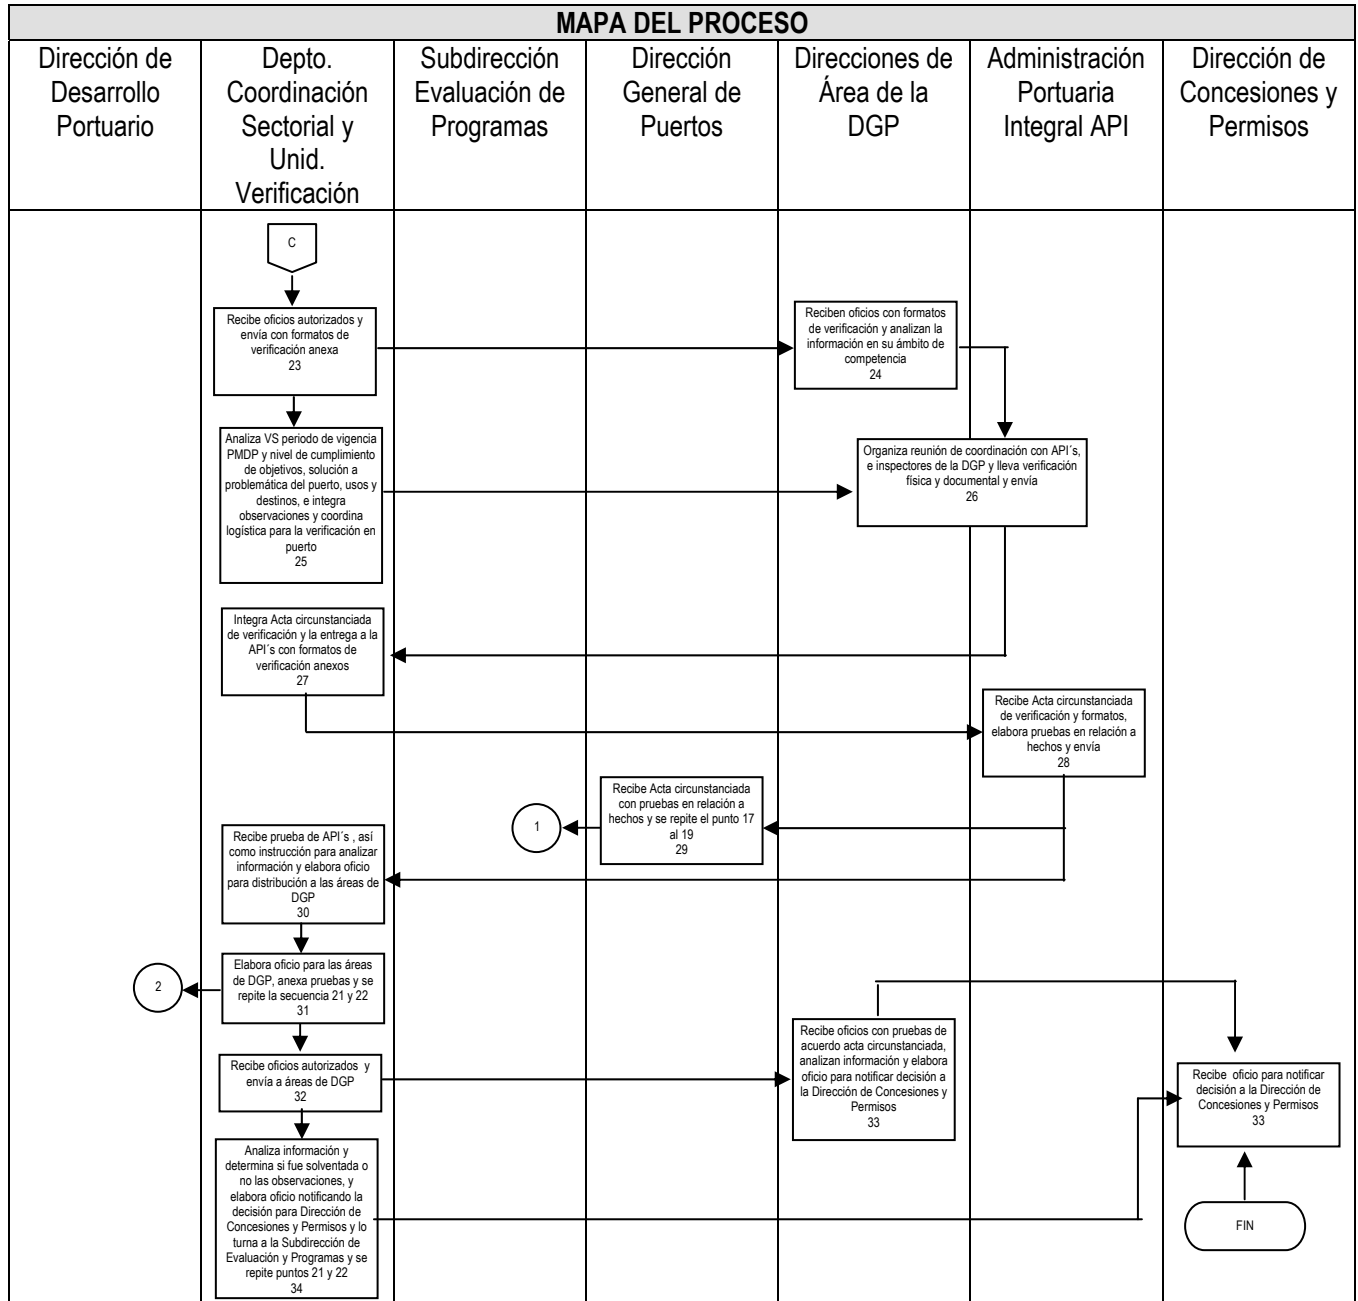 MAPA DEL PROCESO
Dirección de
Desarrollo
Portuario
Depto.
Coordinación
Sectorial y
Unid.
Verificación
Subdirección
Evaluación de
Programas
Dirección
General de
Puertos
Direcciones de
Área de la
DGP
Administración
Portuaria
Integral API
Dirección de
Concesiones y
Permisos
C
Recibe oficios autorizados y
envía con formatos de
verificación anexa
23
Reciben oficios con formatos
de verificación y analizan la
información en su ámbito de
competencia
24
Analiza VS periodo de vigencia
PMDP y nivel de cumplimiento
de objetivos, solución a
problemática del puerto, usos y
destinos, e integra
observaciones y coordina
logística para la verificación en
puerto
25
Organiza reunión de coordinación con API´s,
e inspectores de la DGP y lleva verificación
física y documental y envía
26
Integra Acta circunstanciada
de verificación y la entrega a la
API´s con formatos de
verificación anexos
27
Recibe Acta circunstanciada
de verificación y formatos,
elabora pruebas en relación a
hechos y envía
28
Recibe Acta circunstanciada
con pruebas en relación a
hechos y se repite el punto 17
al 19
29
1
Recibe prueba de API´s , así
como instrucción para analizar
información y elabora oficio
para distribución a las áreas de
DGP
30
Elabora oficio para las áreas
de DGP, anexa pruebas y se
repite la secuencia 21 y 22
31
2
Recibe oficios autorizados y
envía a áreas de DGP
32
Recibe oficios con pruebas de
acuerdo acta circunstanciada,
analizan información y elabora
oficio para notificar decisión a
la Dirección de Concesiones y
Permisos
33
Recibe oficio para notificar
decisión a la Dirección de
Concesiones y Permisos
33
Analiza información y
determina si fue solventada o
no las observaciones, y
elabora oficio notificando la
decisión para Dirección de
Concesiones y Permisos y lo
turna a la Subdirección de
Evaluación y Programas y se
repite puntos 21 y 22
34
FIN